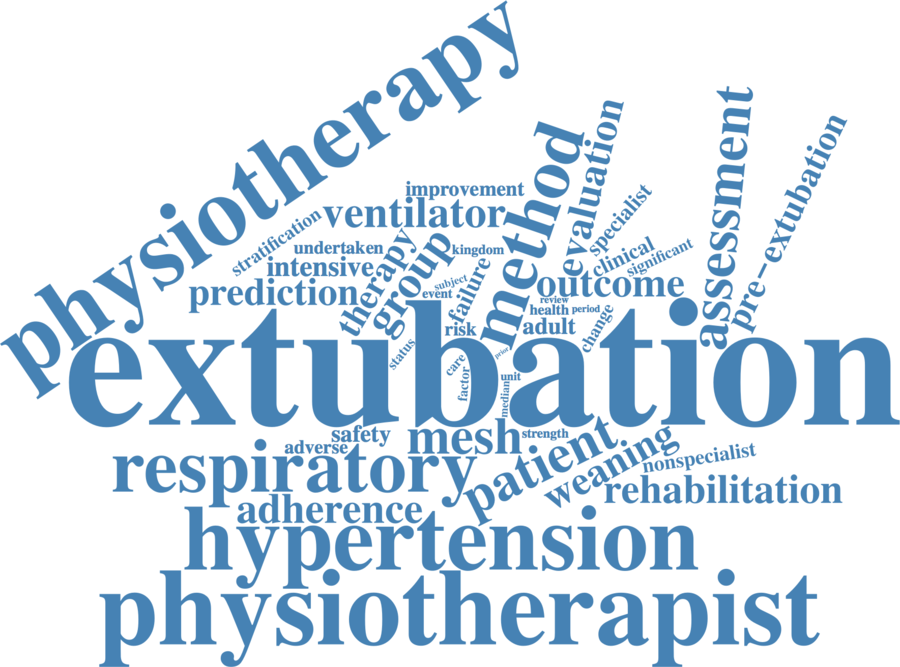 physiotherapy
improvement
ventilator
stratification
undertaken
intensive
prediction
therapy
group
kingdom
subject
event
failure
method
evaluation
specialist
clinical
significant
outcome
review
health
period
risk
adult
change
assessment
pre-extubation
extubation
status
prior
care
factor
unit
median
safety
adverse
mesh
strength
respiratory
patient
weaning
nonspecialist
rehabilitation
adherence
hypertension
physiotherapist